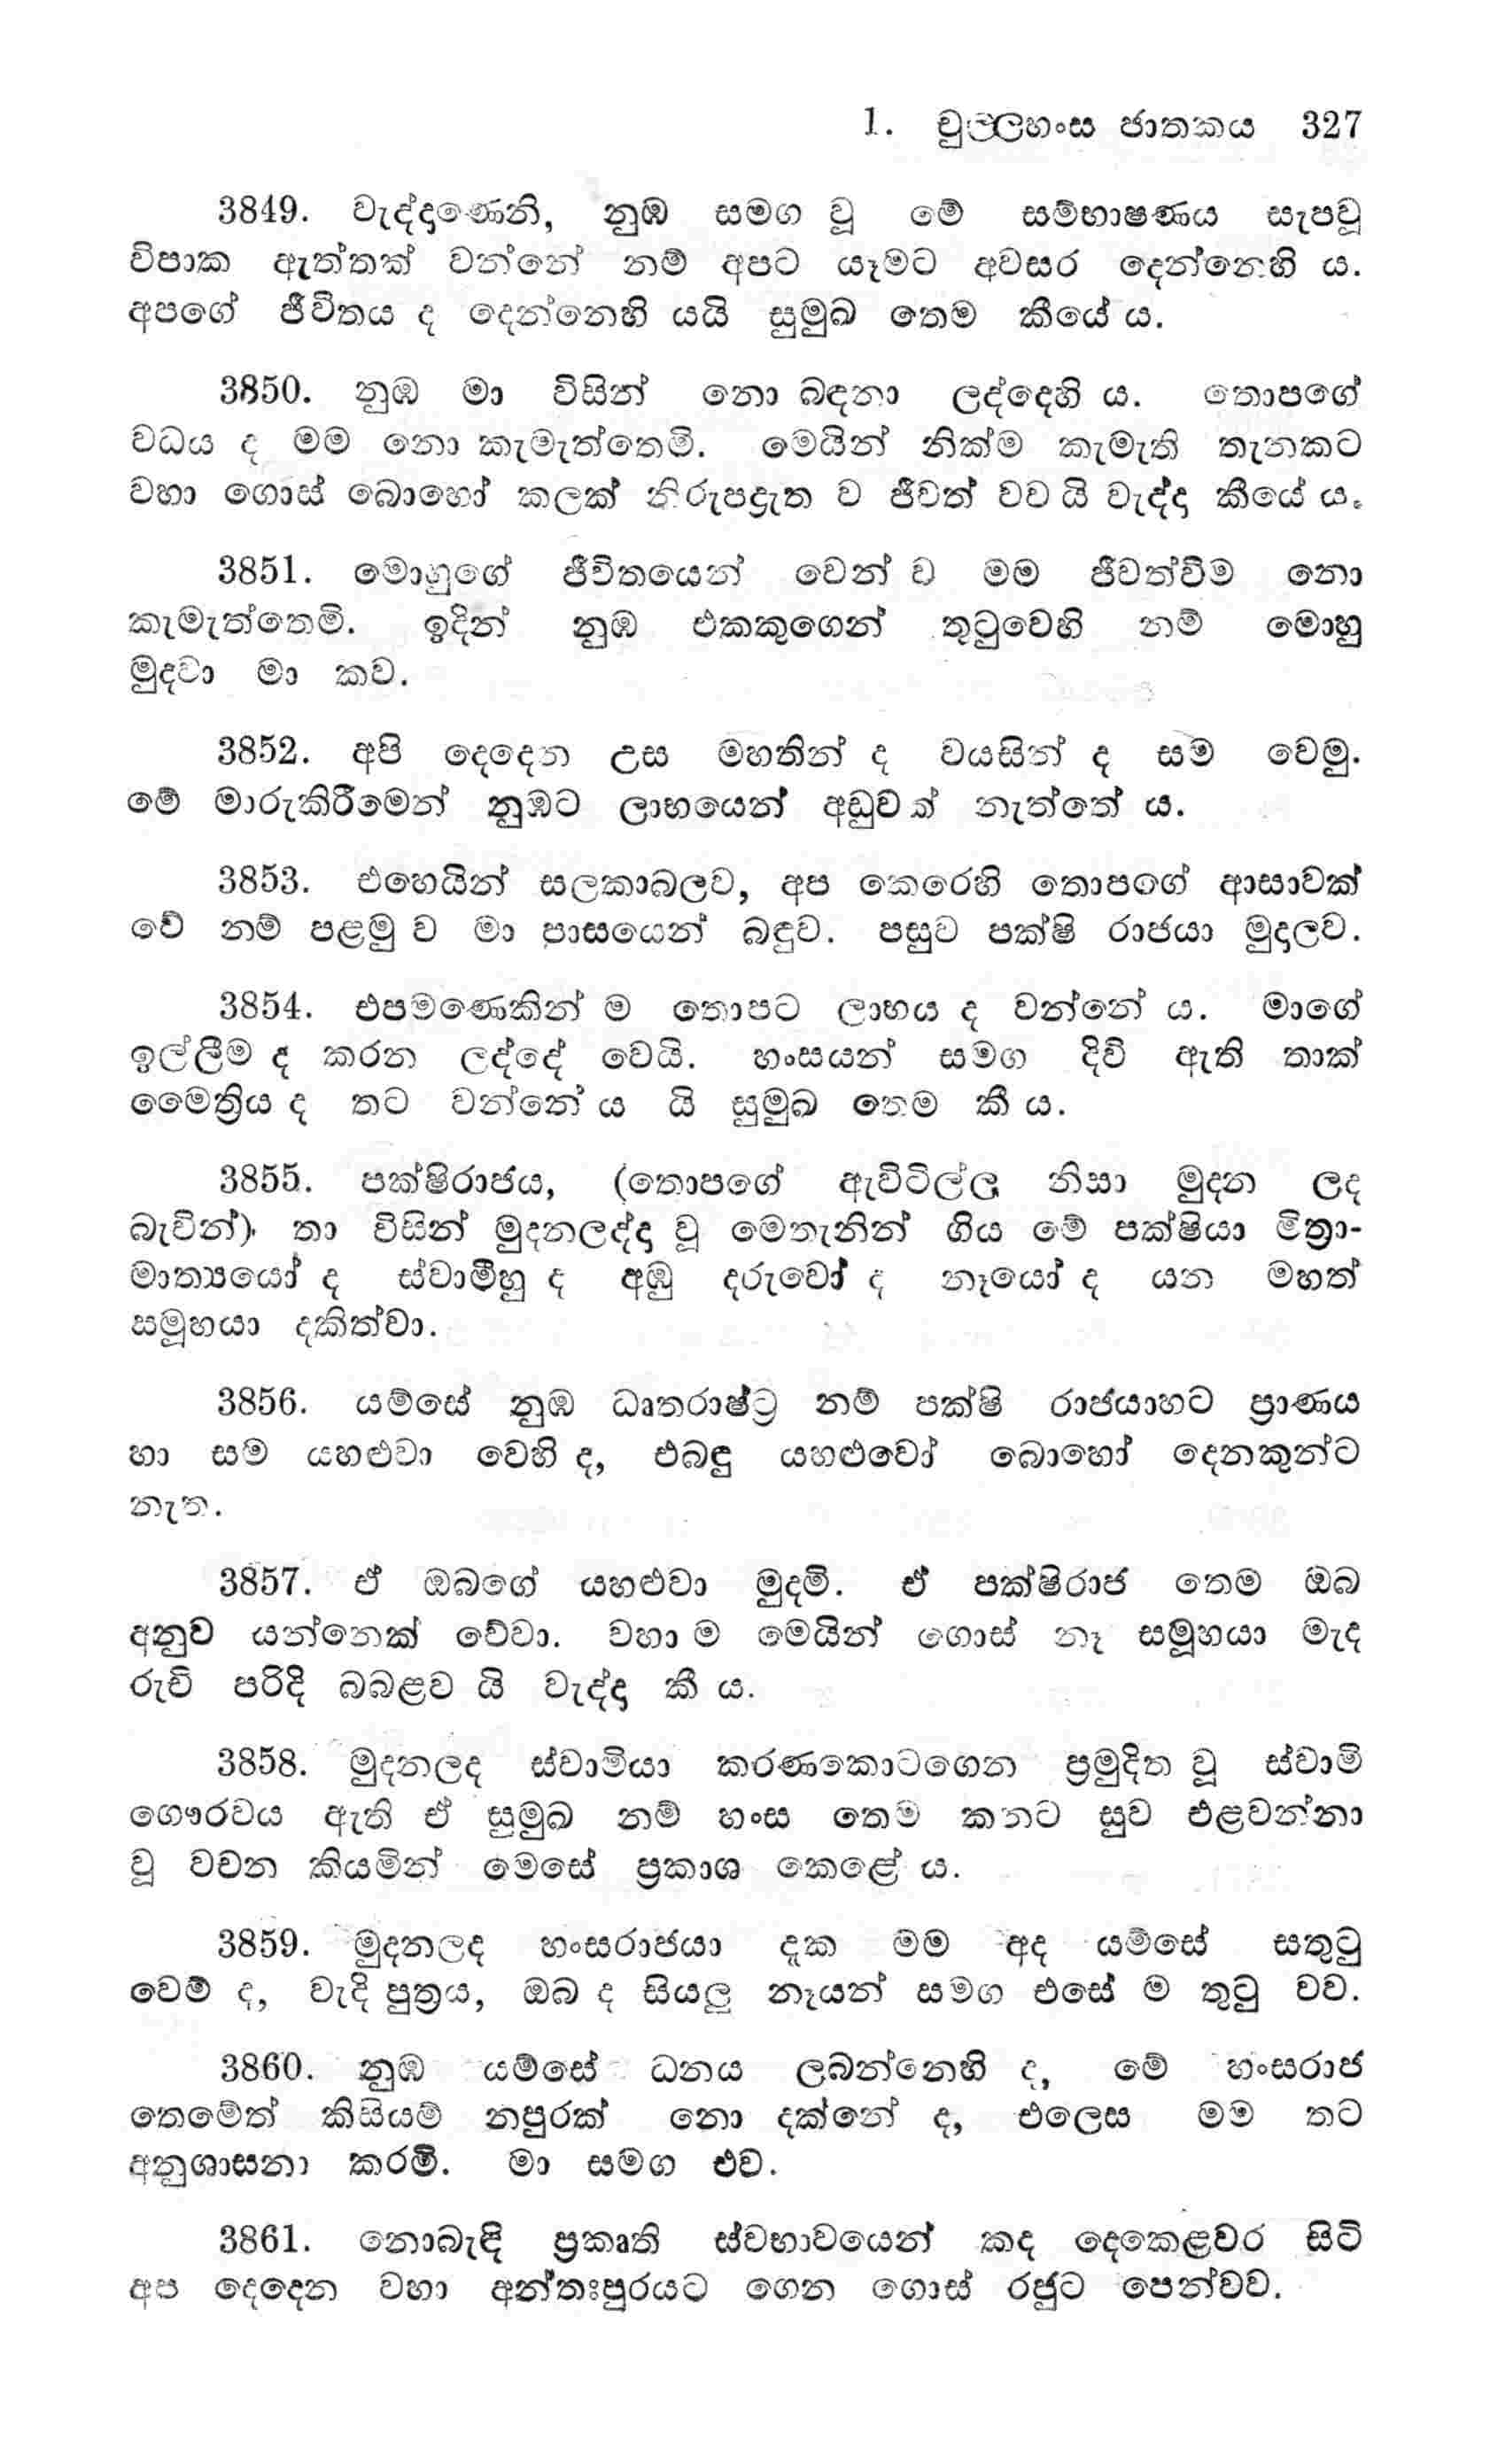 1. චුල්ලහංස ජාතකය 327
3849. වැද්දාණෙනි, නුඹ සමග වූ මේ සම්භාෂණය සැපවූ
විපාක ඇත්තක් වන්නේ නම් අපට යෑමට අවසර දෙන්නෙහි ය.
අපගේ ජීවිතය ද දෙන්නෙහි යයි සුමුඛ තෙම කීයේ ය.
3850. නුඹ මා විසින් නො බඳනා ලද්දෙහි ය. තොපගේ
වධය ද මම නො කැමැත්තෙමි. මෙයින් නික්ම කැමැති තැනකට
වහා ගොස් බොහෝ කලක් නිරුපද්‍රැත ව ජීවත් වව යි වැද්දා කීයේ ය.
3851. මොහුගේ ජීවිතයෙන් වෙන් ව මම ජීවත්වීම නො
කැමැත්තෙමි. ඉදින් නුඹ එකකුගෙන් තුටුවෙහි නම් මොහු
මුදවා මා කව.
3852. අපි දෙදෙන උස මහතින් ද වයසින් ද සම වෙමු.
මේ මාරුකිරීමෙන් නුඹට ලාභයෙන් අඩුවක් නැත්තේ ය.
3853. එහෙයින් සලකාබලව, අප කෙරෙහි තොපගේ ආසාවක්
වේ නම් පළමු ව මා පාසයෙන් බඳුව. පසුව පක්ෂි රාජයා මුදාලව.
3854. එපමණෙකින් ම තොපට ලාභය ද වන්නේ ය. මාගේ
ඉල්ලීම ද කරන ලද්දේ වෙයි. හංසයන් සමග දිවි ඇති තාක්
මෛත්‍රිය ද තට වන්නේ ය යි සුමුඛ තෙම කී ය.
3855. පක්ෂිරාජය, (තොපගේ ඇවිටිල්ල නිසා මුදන ලද
බැවින්) තා විසින් මුදනලද්දා වූ මෙතැනින් ගිය මේ පක්ෂියා මිත්‍රා-
මාත්‍යයෝ ද ස්වාමීහු ද අඹු දරුවෝ ද නෑයෝ ද යන මහත්
සමූහයා දකිත්වා.
3856. යම්සේ නුඹ ධෘතරාෂ්ට්‍ර නම් පක්ෂි රාජයාහට ප්‍රාණය
හා සම යහළුවා වෙහි ද, එබඳු යහළුවෝ බොහෝ දෙනකුන්ට
නැත.
3857. ඒ ඔබගේ යහළුවා මුදමි. ඒ පක්ෂිරාජ තෙම ඔබ
අනුව යන්නෙක් වේවා. වහා ම මෙයින් ගොස් නෑ සමූහයා මැද
රුචි පරිදි බබළව යි වැද්දා කී ය.
3858. මුදනලද ස්වාමියා කරණකොටගෙන ප්‍රමුදිත වූ ස්වාමි
ගෞරවය ඇති ඒ සුමුඛ නම් හංස තෙම කනට සුව එළවන්නා
වූ වචන කියමින් මෙසේ ප්‍රකාශ කෙළේ ය.
3859. මුදනලද හංසරාජයා දැක මම අද යම්සේ සතුටු
වෙම් ද, වැදි පුත්‍රය, ඔබ ද සියලු නෑයන් සමග එසේ ම තුටු වව.
3860. නුඹ යම්සේ ධනය ලබන්නෙහි ද, මේ හංසරාජ
තෙමේත් කිසියම් නපුරක් නො දක්නේ ද, එලෙස මම තට
අනුශාසනා කරමි. මා සමග එව.
3861. නොබැඳි ප්‍රකෘති ස්වභාවයෙන් කද දෙකෙළවර සිටි
අප දෙදෙන වහා අන්තඃපුරයට ගෙන ගොස් රජුට පෙන්වව.